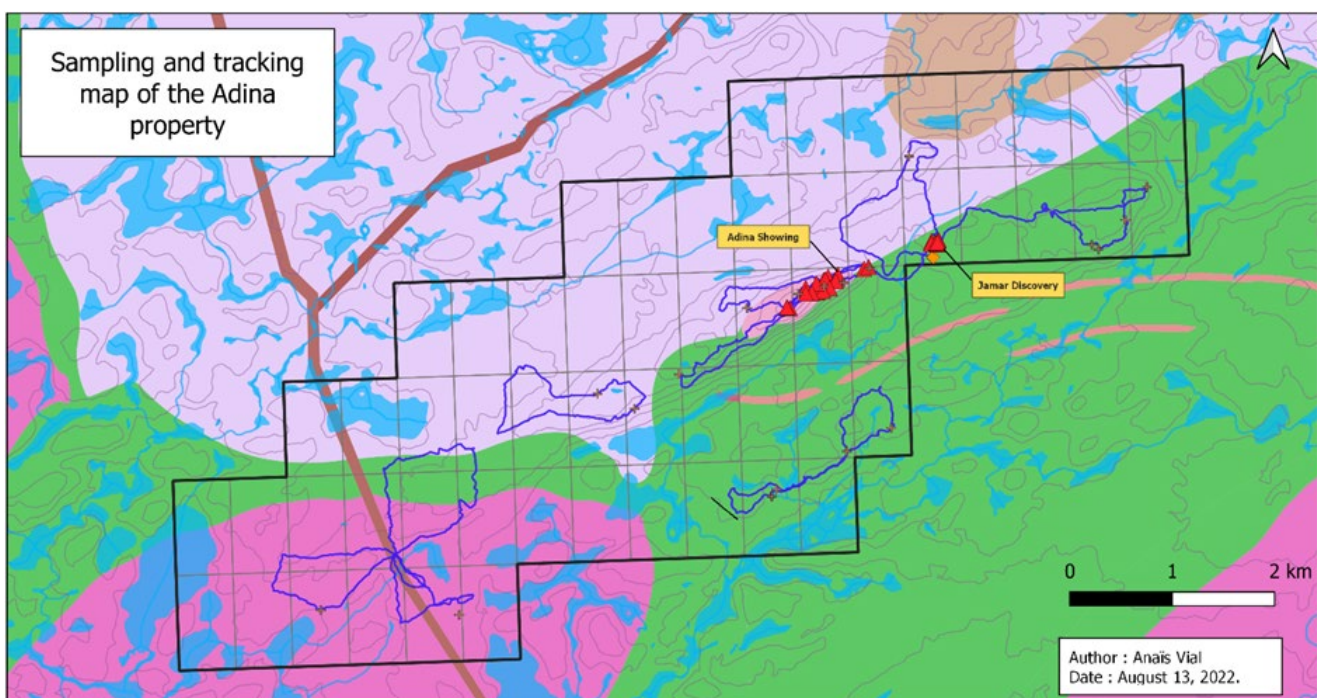 Sampling and tracking
map of the Adina
property
Adina Showing
Jamar Discovery
0 1 2 km
Author : Anaïs Vial
Date : August 13, 2022.